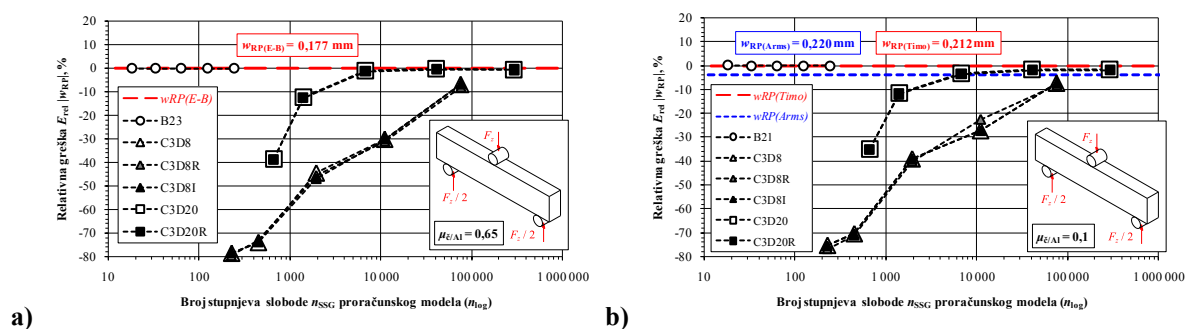 20
10
0
-10
-20
-30
-40
-50
-60
-70
-80
Relativna greška E_rel |w_RP|, %
w_RP(E-B) = 0,177 mm
wRP(E-B)
B23
C3D8
C3D8R
C3D8I
C3D20
C3D20R
F_z
F_z / 2
F_z / 2
μ_č/Al = 0,65
10 100 1 000 10 000 100 000 1 000 000
Broj stupnjeva slobode n_SSG proračunskog modela (n_log)
a)
20
10
0
-10
-20
-30
-40
-50
-60
-70
-80
Relativna greška E_rel |w_RP|, %
w_RP(Arms) = 0,220 mm
w_RP(Timo) = 0,212 mm
wRP(Timo)
wRP(Arms)
B21
C3D8
C3D8R
C3D8I
C3D20
C3D20R
F_z
F_z / 2
F_z / 2
μ_č/Al = 0,1
10 100 1 000 10 000 100 000 1 000 000
Broj stupnjeva slobode n_SSG proračunskog modela (n_log)
b)